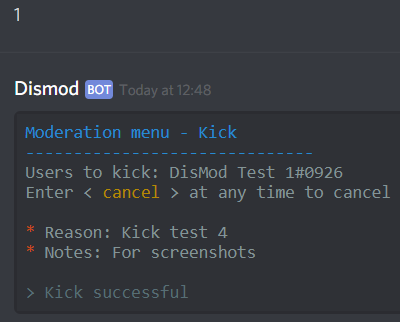 1
Dismod BOT Today at 12:48
Moderation menu - Kick
------------------------------
Users to kick: DisMod Test 1#0926
Enter < cancel > at any time to cancel
* Reason: Kick test 4
* Notes: For screenshots
> Kick successful